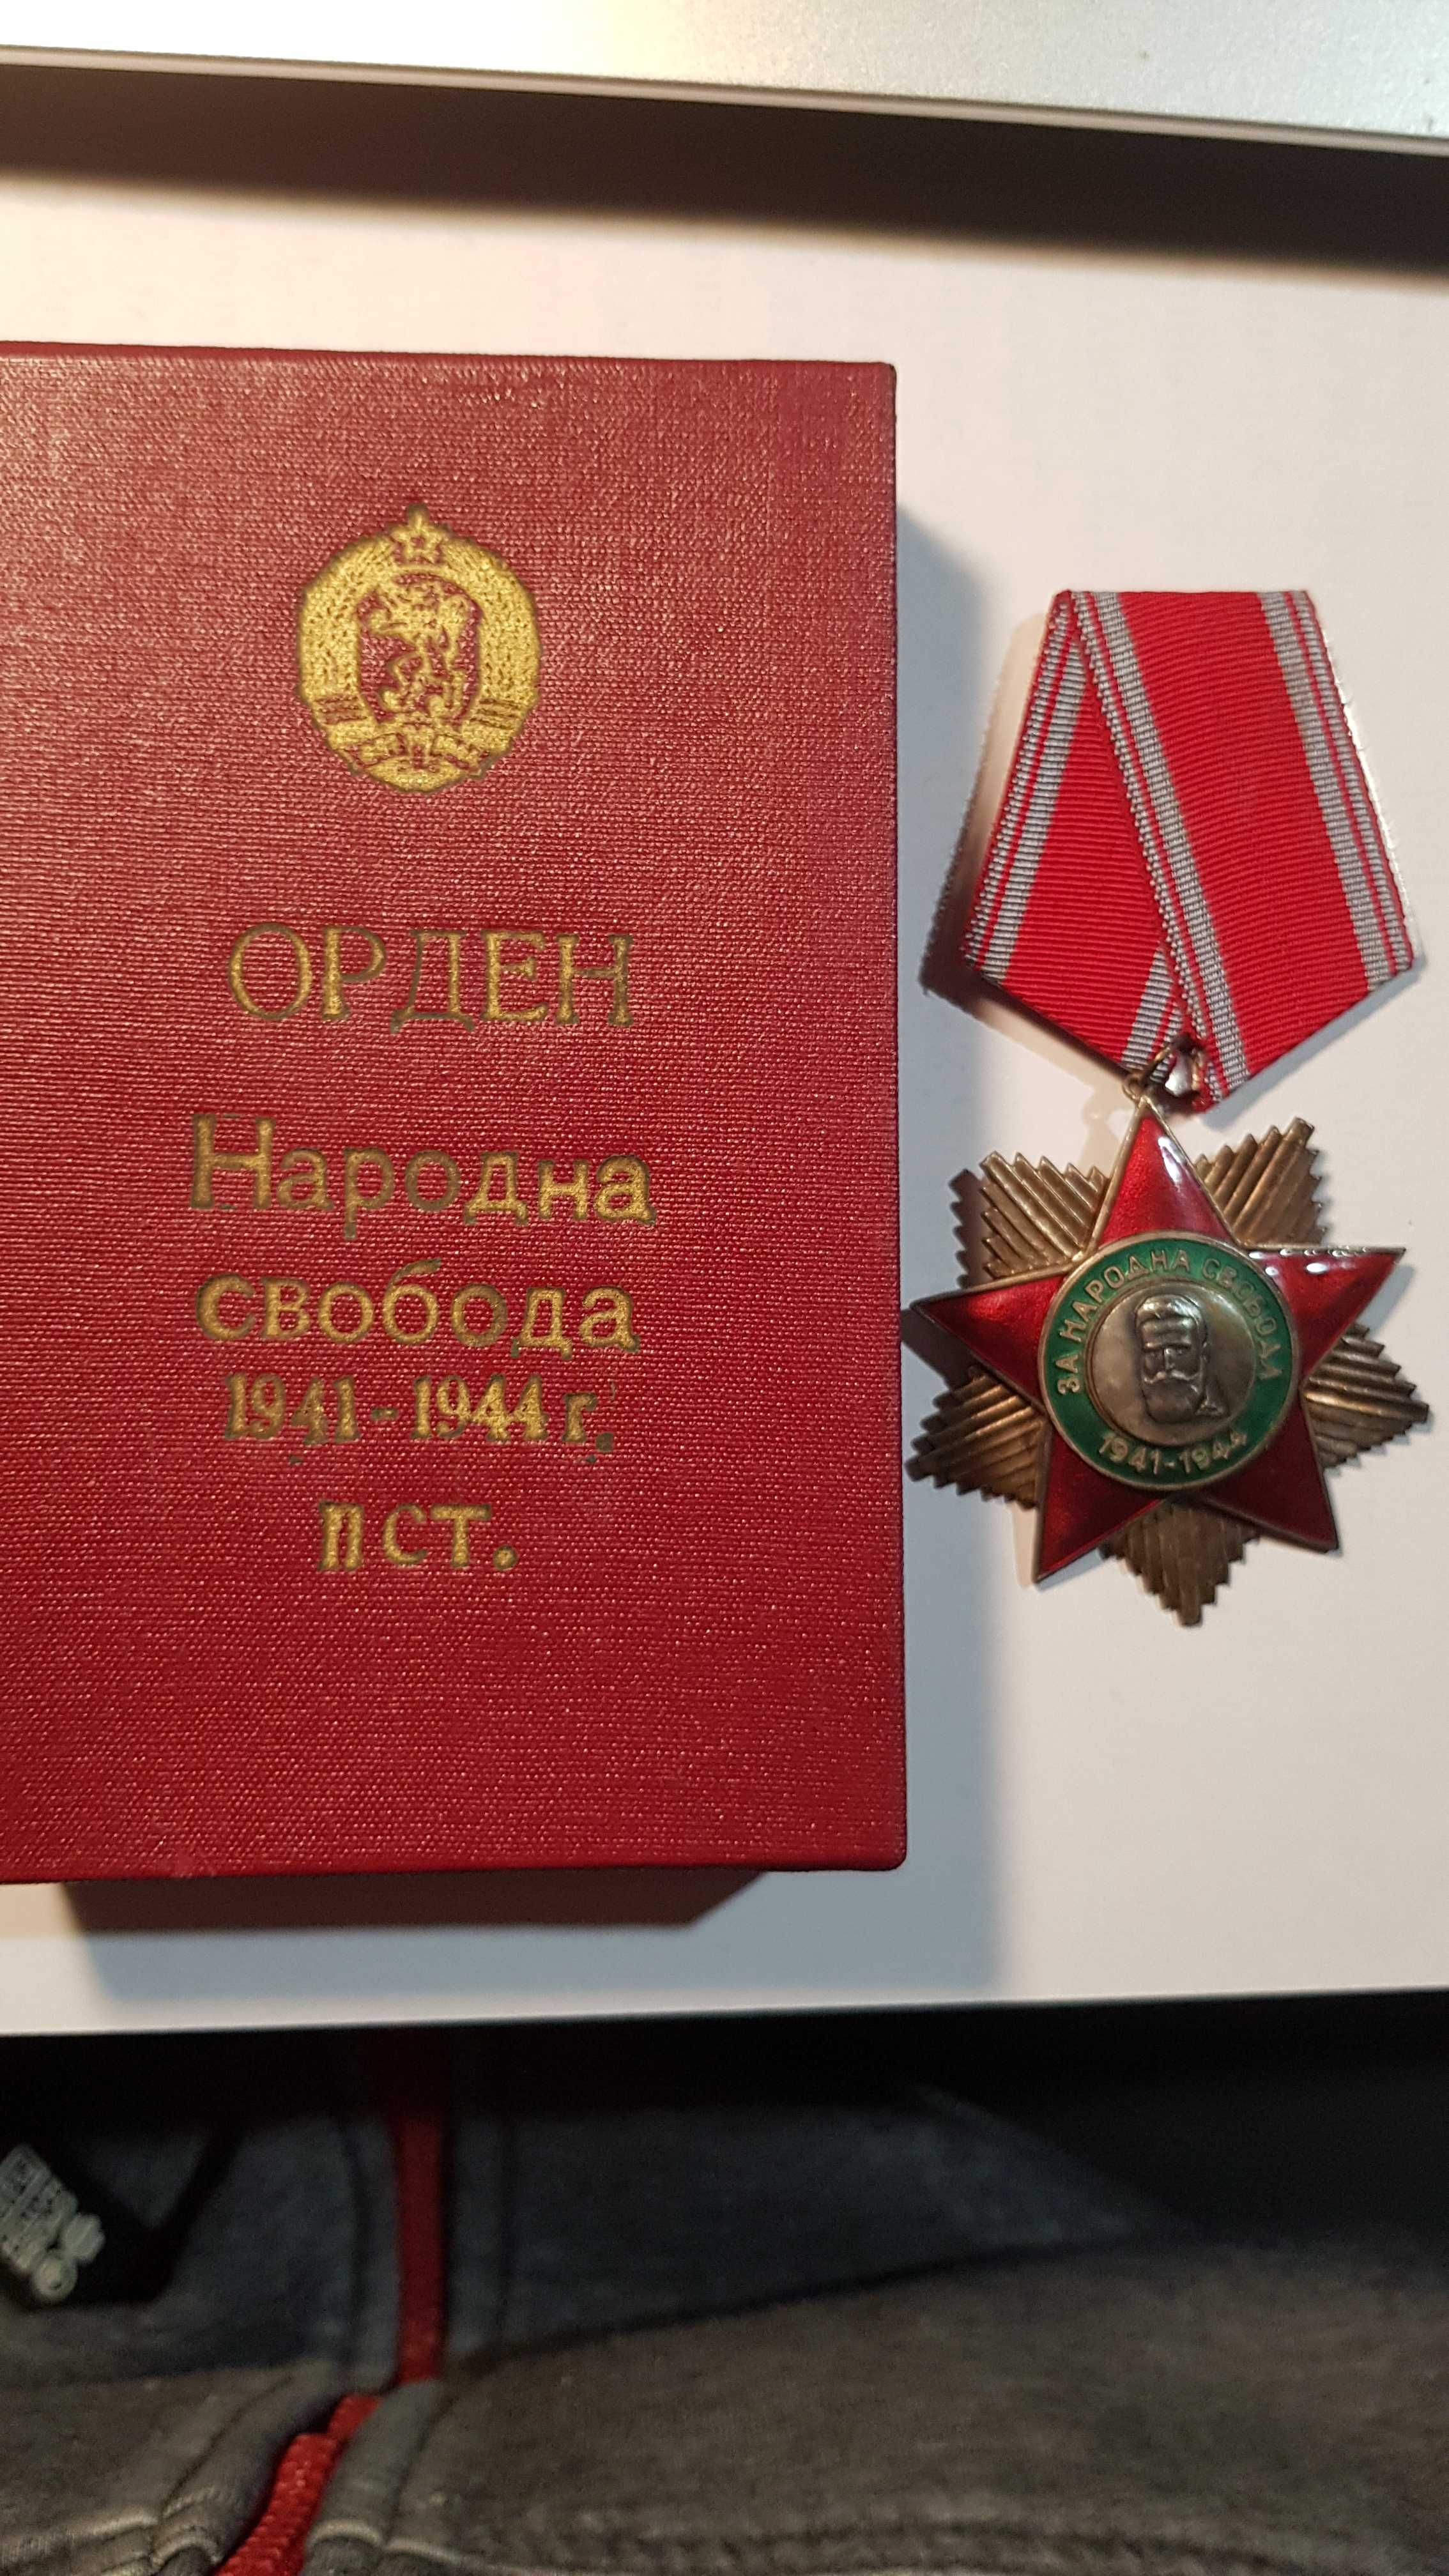 ОРДЕН
Народна
свобода
1941-1944 г.
II СТ.
ЗА НАРОДНА СВОБОДА
1941-1944